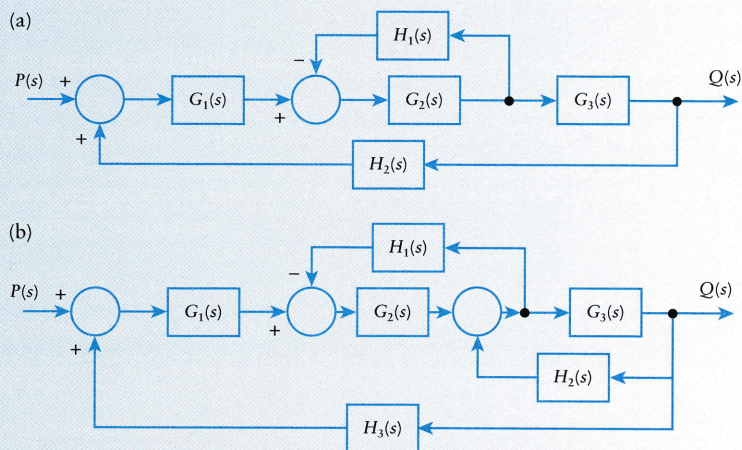 (a)
H₁(s)
P(s) + G₁(s) − + G₂(s) G₃(s) Q(s)
+ H₂(s)
(b)
H₁(s)
P(s) + G₁(s) − + G₂(s) G₃(s) Q(s)
+ H₂(s)
H₃(s)